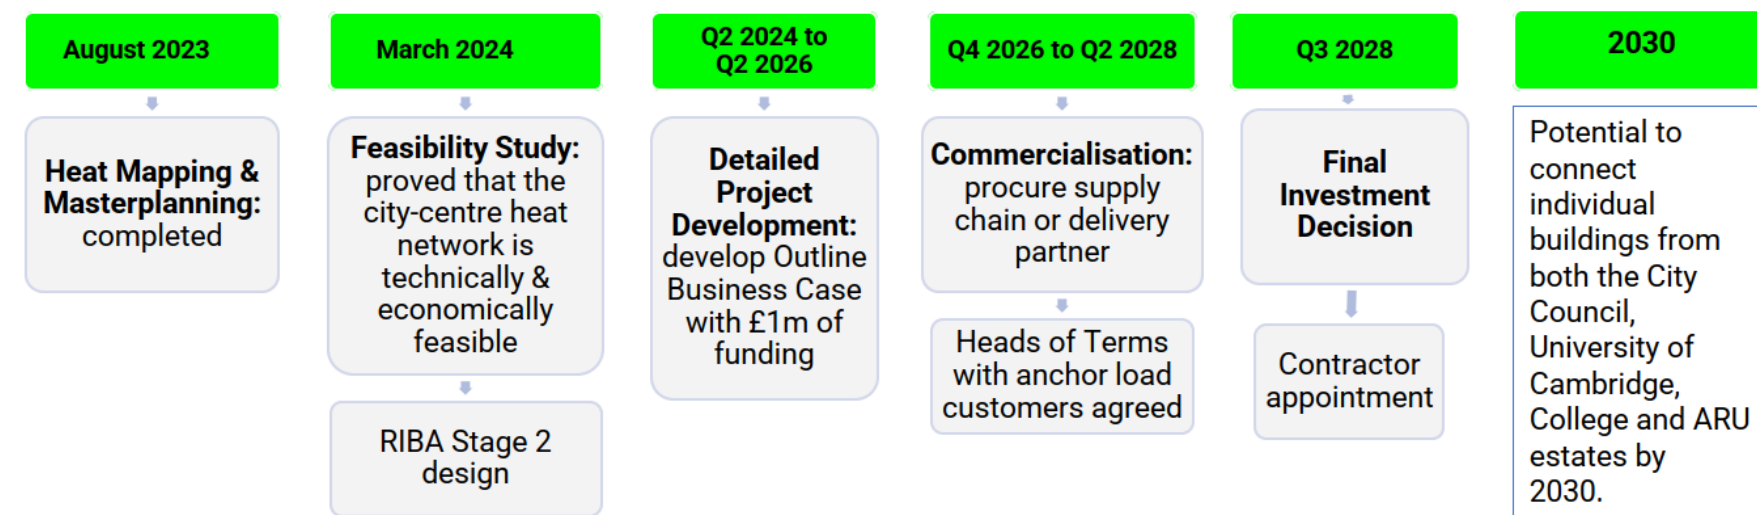 August 2023
Heat Mapping &
Masterplanning:
completed
March 2024
Feasibility Study:
proved that the
city-centre heat
network is
technically &
economically
feasible
RIBA Stage 2
design
Q2 2024 to
Q2 2026
Detailed
Project
Development:
develop Outline
Business Case
with £1m of
funding
Q4 2026 to Q2 2028
Commercialisation:
procure supply
chain or delivery
partner
Heads of Terms
with anchor load
customers agreed
Q3 2028
Final
Investment
Decision
Contractor
appointment
2030
Potential to
connect
individual
buildings from
both the City
Council,
University of
Cambridge,
College and ARU
estates by
2030.